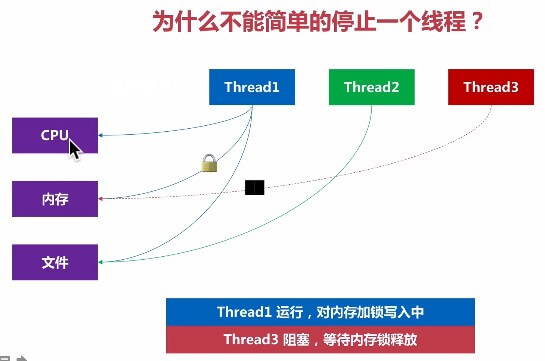 为什么不能简单的停止一个线程？
Thread1
Thread2
Thread3
CPU
内存
文件
Thread1 运行，对内存加锁写入中
Thread3 阻塞，等待内存锁释放